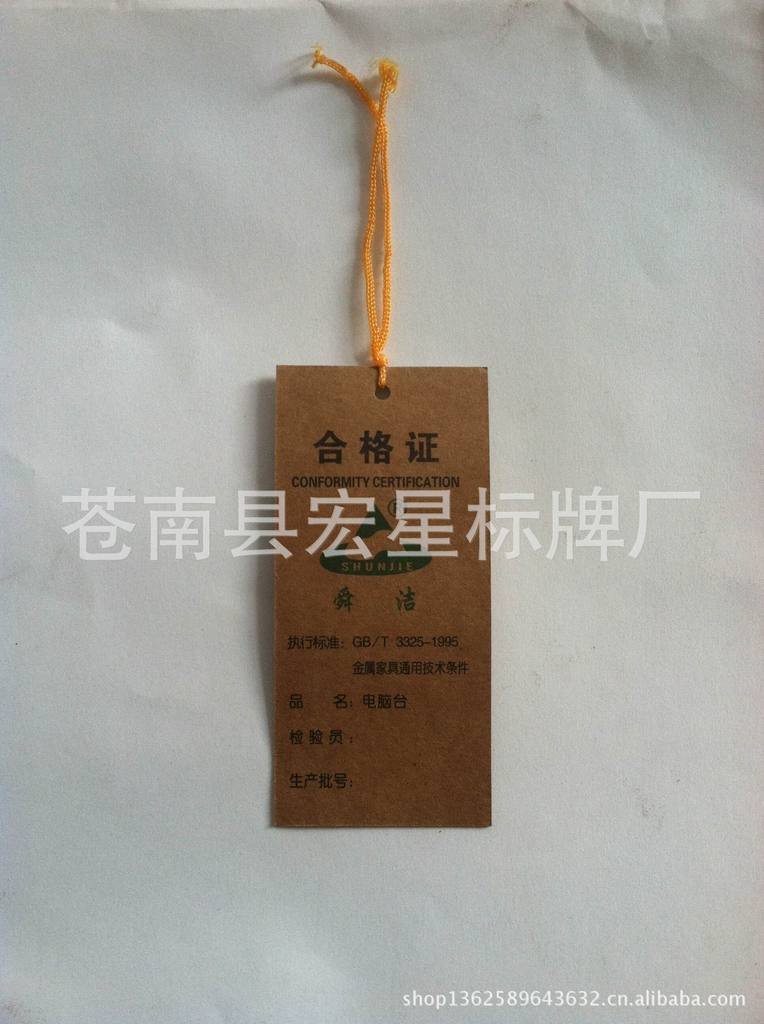 合格证
CONFORMITY CERTIFICATION
苍南县宏星标牌厂
®
SHUNJIE
舜 洁
执行标准: GB/T 3325-1995
金属家具通用技术条件
品 名: 电脑台
检验员:
生产批号:
shop1362589643632.cn.alibaba.com